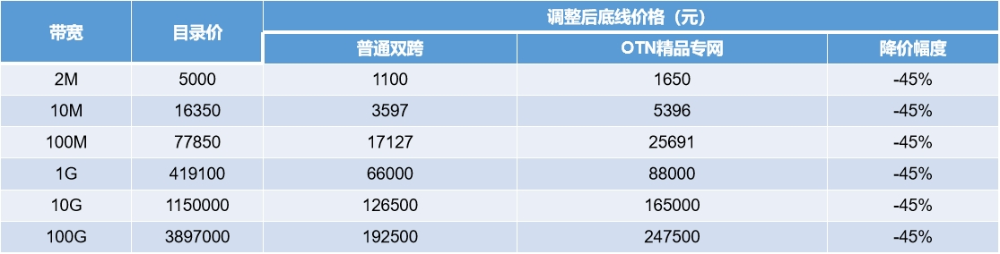 带宽 目录价 调整后底线价格（元）
普通双跨 OTN精品专网 降价幅度
2M 5000 1100 1650 -45%
10M 16350 3597 5396 -45%
100M 77850 17127 25691 -45%
1G 419100 66000 88000 -45%
10G 1150000 126500 165000 -45%
100G 3897000 192500 247500 -45%